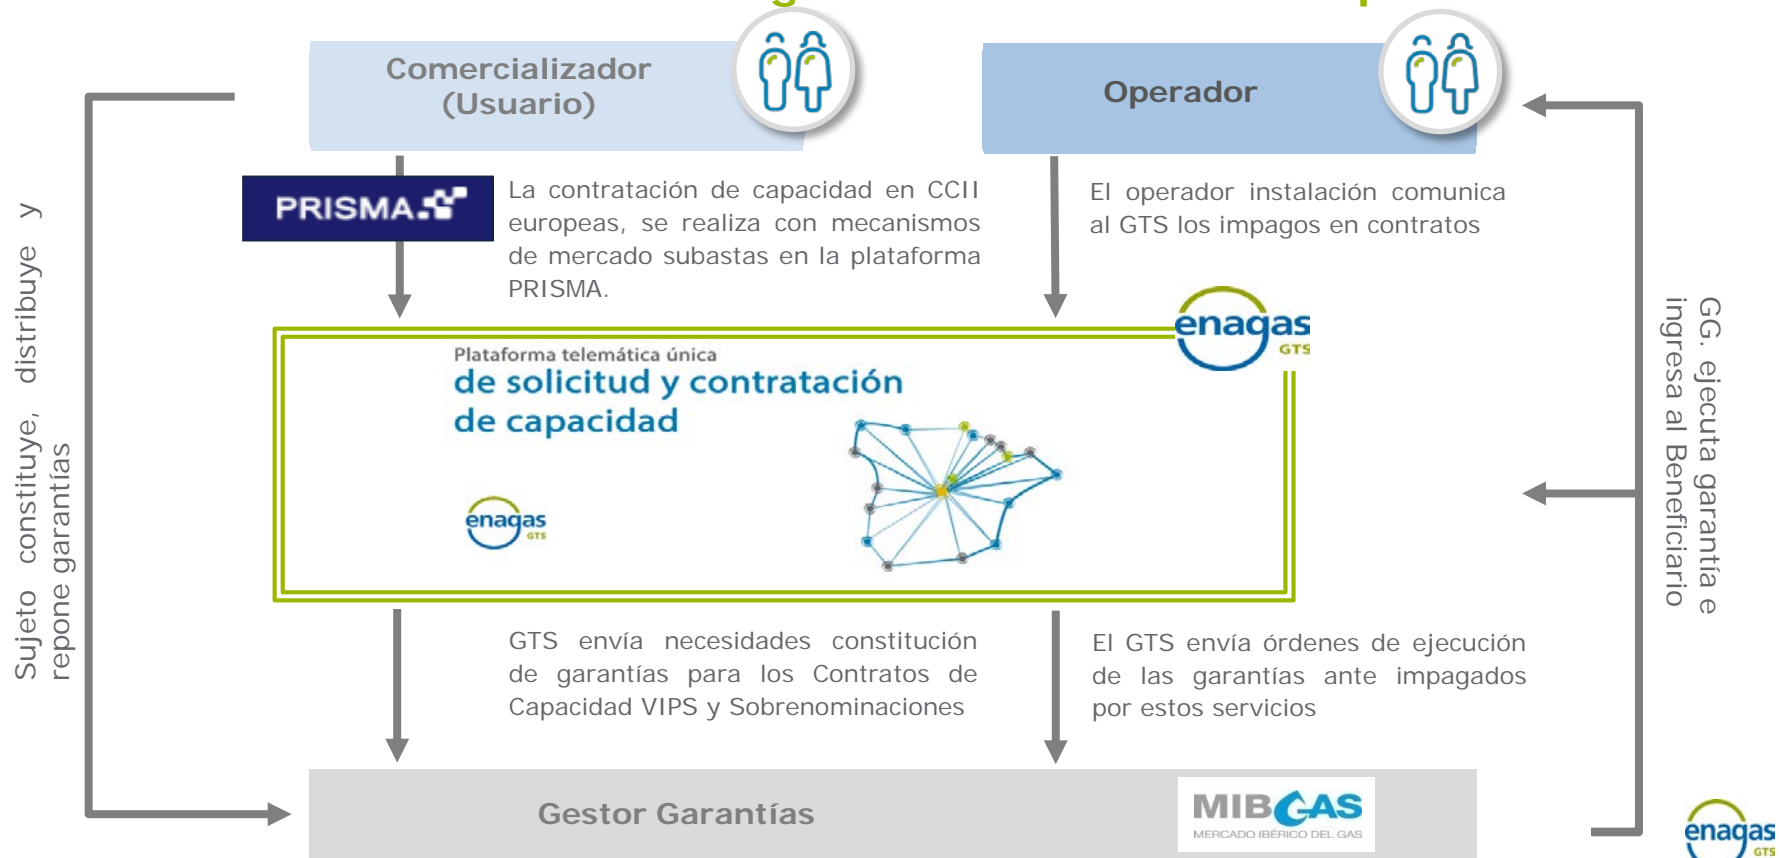 Comercializador
(Usuario)
Operador
PRISMA
La contratación de capacidad en CCII
europeas, se realiza con mecanismos
de mercado subastas en la plataforma
PRISMA.
El operador instalación comunica
al GTS los impagos en contratos
Sujeto constituye, distribuye y
repone garantías
GG. ejecuta garantía e
ingresa al Beneficiario
enagas
GTS
Plataforma telemática única
de solicitud y contratación
de capacidad
enagas
GTS
GTS envía necesidades constitución
de garantías para los Contratos de
Capacidad VIPS y Sobrenominaciones
El GTS envía órdenes de ejecución
de las garantías ante impagados
por estos servicios
Gestor Garantías
MIBGAS
MERCADO IBÉRICO DEL GAS
enagas
GTS